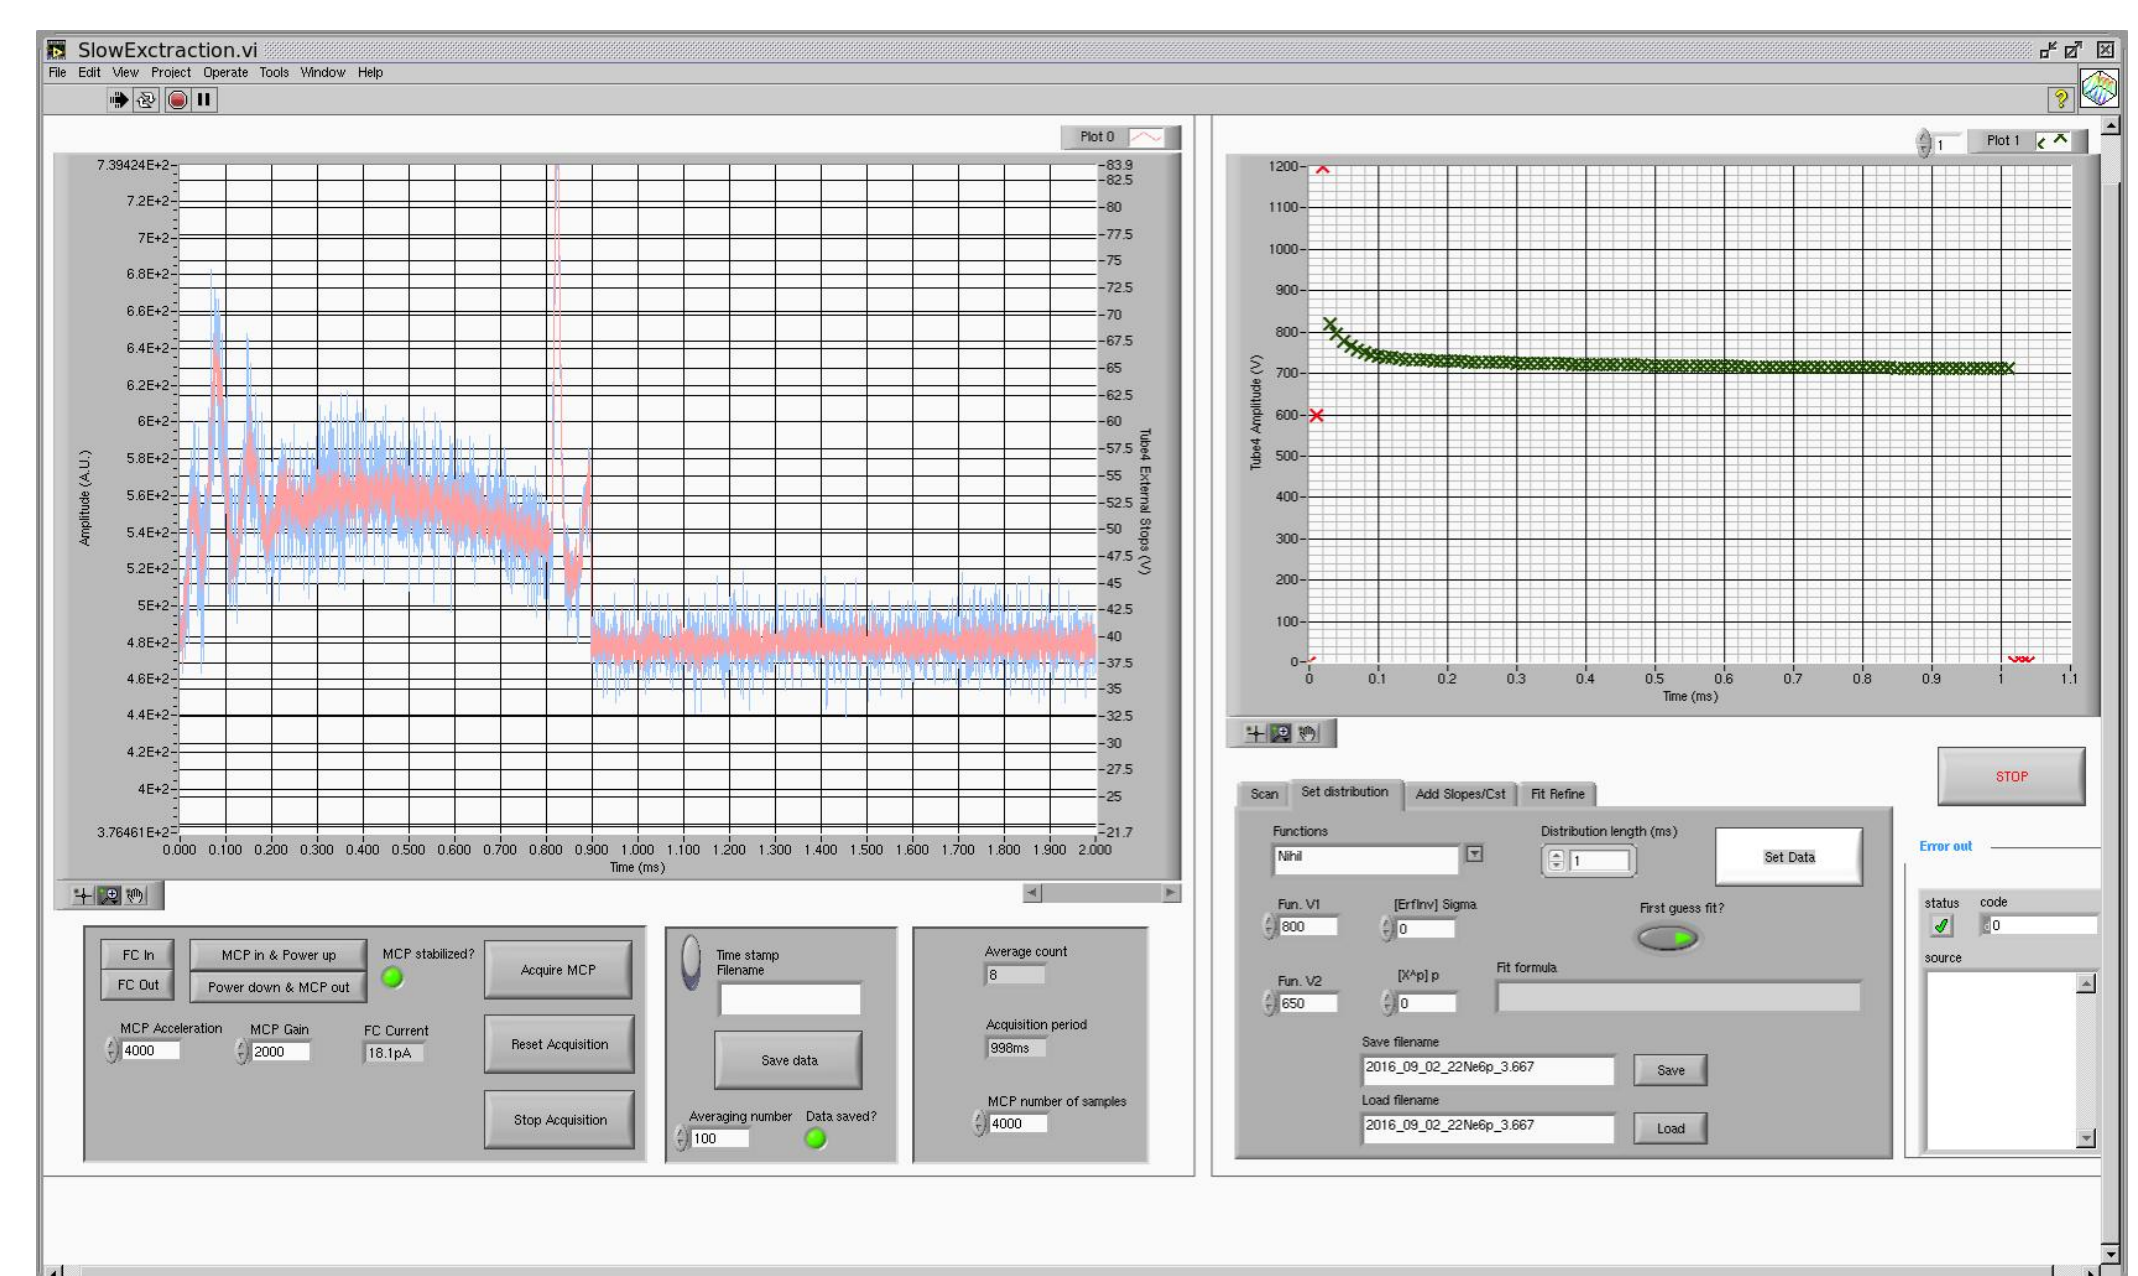 SlowExctraction.vi
File Edit View Project Operate Tools Window Help
Plot 0
7.39424E+2
7.2E+2
7E+2
6.8E+2
6.6E+2
6.4E+2
6.2E+2
6E+2
5.8E+2
5.6E+2
5.4E+2
5.2E+2
5E+2
4.8E+2
4.6E+2
4.4E+2
4.2E+2
4E+2
3.76461E+2
Amplitude (A.U.)
83.9
82.5
80
77.5
75
72.5
70
67.5
65
62.5
60
57.5
55
52.5
50
47.5
45
42.5
40
37.5
35
32.5
30
27.5
25
21.7
Tube4 External Stops (V)
0.000 0.100 0.200 0.300 0.400 0.500 0.600 0.700 0.800 0.900 1.000 1.100 1.200 1.300 1.400 1.500 1.600 1.700 1.800 1.900 2.000
Time (ms)
FC In
FC Out
MCP in & Power up
Power down & MCP out
MCP stabilized?
Acquire MCP
MCP Acceleration
4000
MCP Gain
2000
FC Current
18.1pA
Reset Acquisition
Stop Acquisition
Time stamp
Filename
Save data
Averaging number
100
Data saved?
Average count
8
Acquisition period
998ms
MCP number of samples
4000
1
Plot 1
1200
1100
1000
900
800
700
600
500
400
300
200
100
0
Tube4 Amplitude (V)
0 0.1 0.2 0.3 0.4 0.5 0.6 0.7 0.8 0.9 1 1.1
Time (ms)
STOP
Scan Set distribution Add Slopes/Cst Fit Refine
Functions
Nihil
Distribution length (ms)
1
Set Data
Fun. V1
800
[ErfInv] Sigma
0
First guess fit?
Fun. V2
650
[X^p] p
0
Fit formula
Save filename
2016_09_02_22Ne6p_3.667
Save
Load filename
2016_09_02_22Ne6p_3.667
Load
Error out
status code
0
source